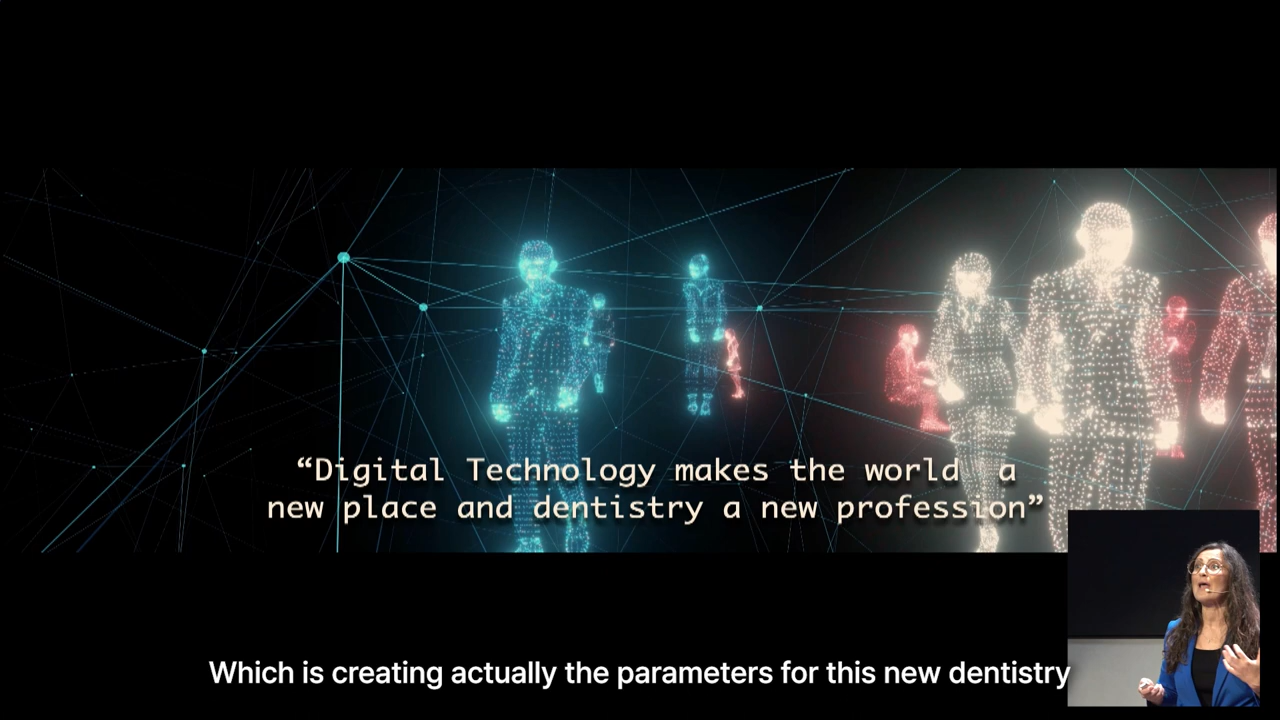 “Digital Technology makes the world a
new place and dentistry a new profession”
Which is creating actually the parameters for this new dentistry